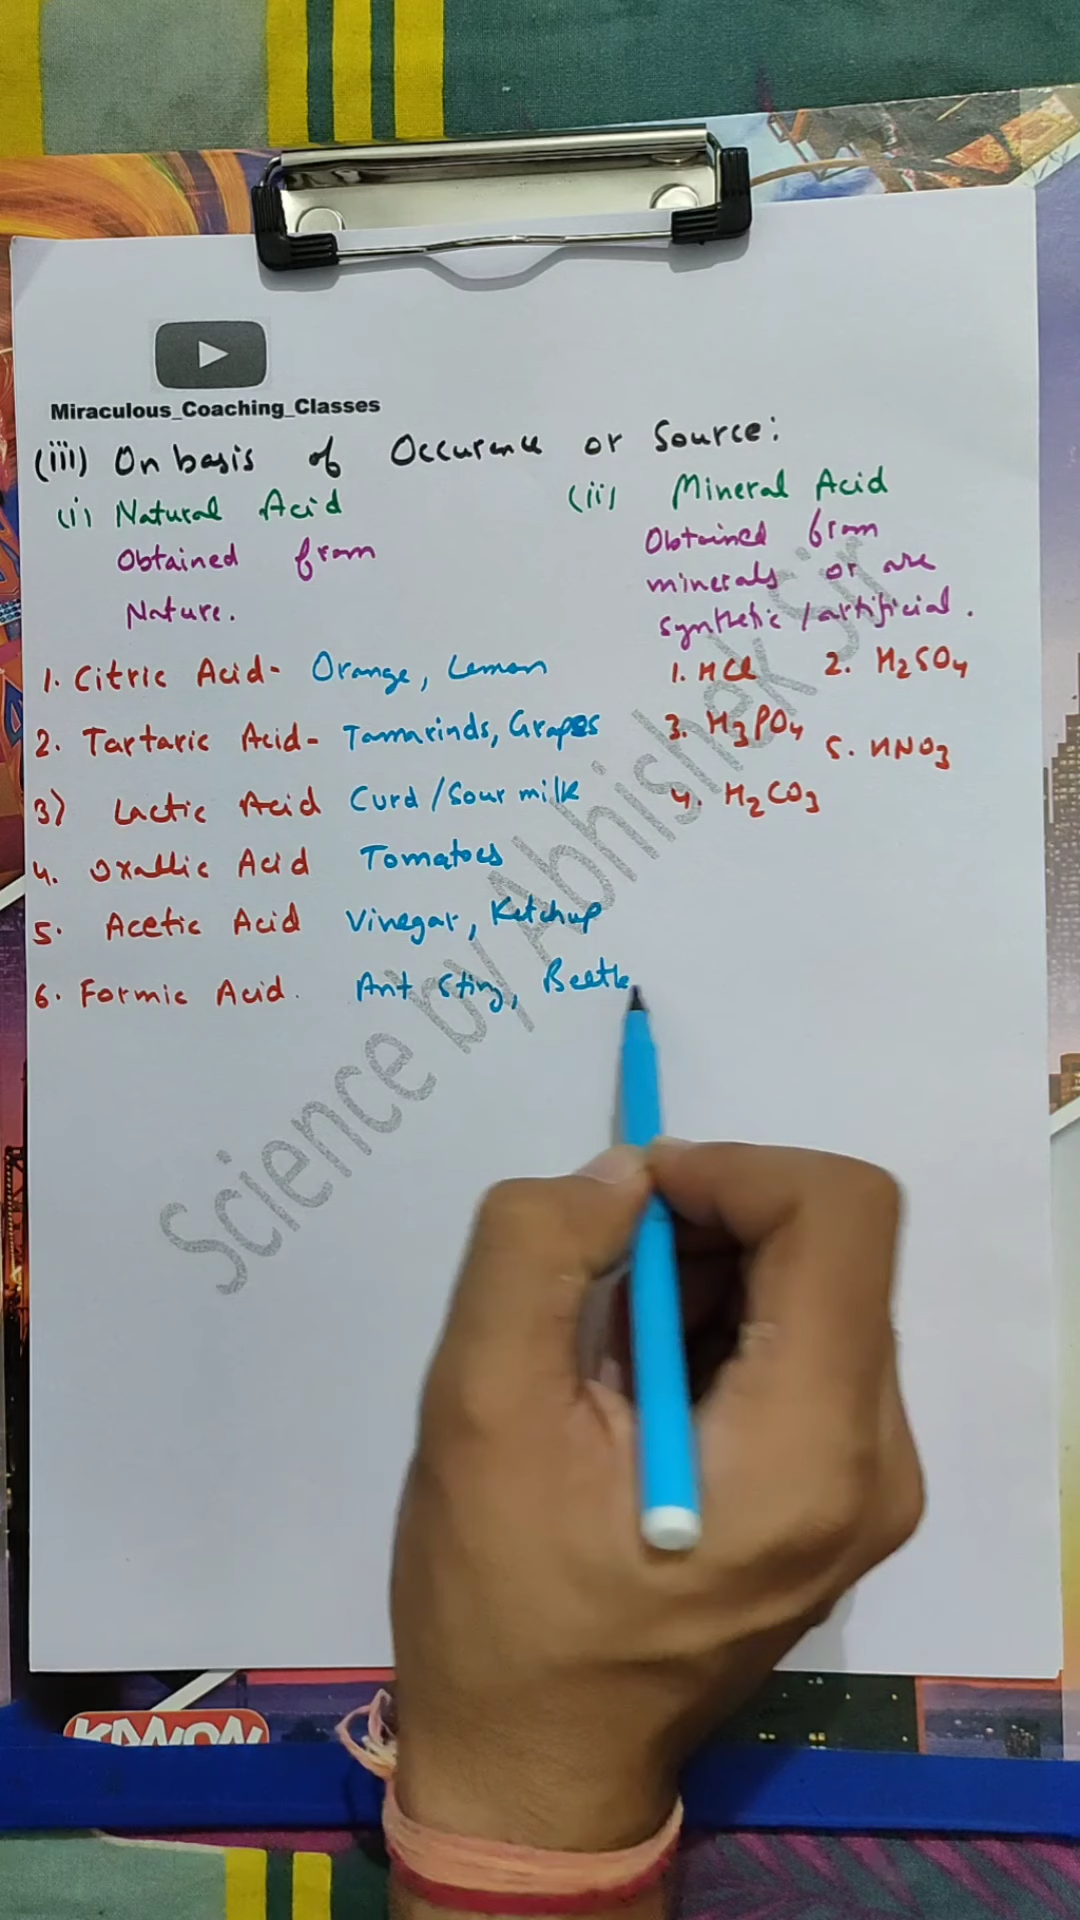 Miraculous_Coaching_Classes
(iii) On basis of Occurence or Source:
(i) Natural Acid
Obtained from
Nature.
1. Citric Acid- Orange, Lemon
2. Tartaric Acid- Tamarinds, Grapes
3) Lactic Acid Curd/Sour milk
4. Oxallic Acid Tomatoes
5. Acetic Acid Vinegar, Ketchup
6. Formic Acid. Ant Sting, Beetle
(ii) Mineral Acid
Obtained from
minerals or are
synthetic/artificial.
1. HCl 2. H2SO4
3. H3PO4
5. HNO3
4. H2CO3
Science by Abhishek Sir
KAWON